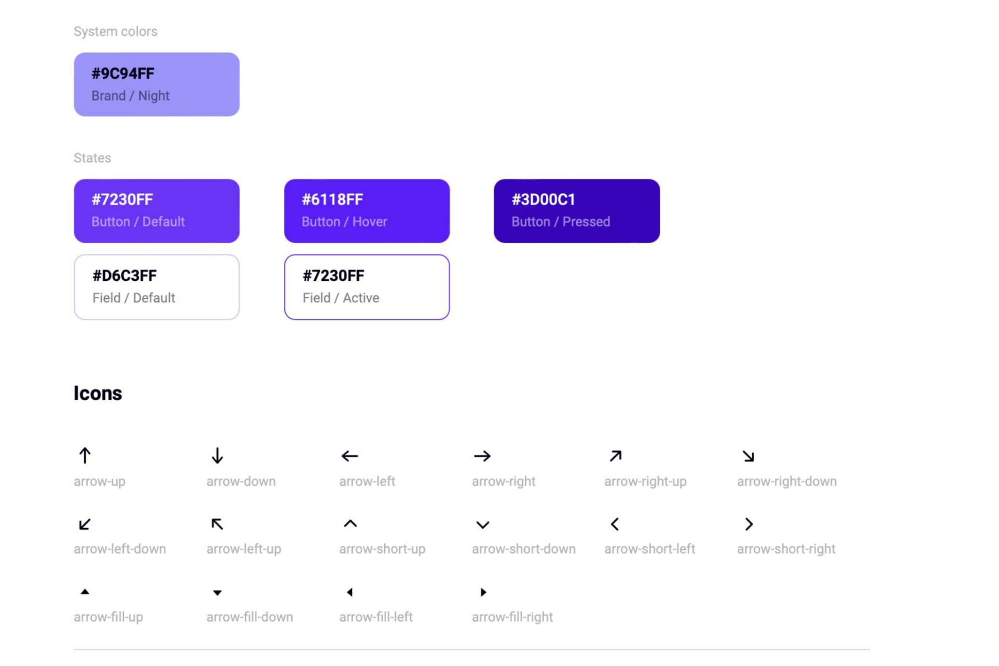 System colors
#9C94FF
Brand / Night
States
#7230FF
Button / Default
#6118FF
Button / Hover
#3D00C1
Button / Pressed
#D6C3FF
Field / Default
#7230FF
Field / Active
Icons
arrow-up
arrow-down
arrow-left
arrow-right
arrow-right-up
arrow-right-down
arrow-left-down
arrow-left-up
arrow-short-up
arrow-short-down
arrow-short-left
arrow-short-right
arrow-fill-up
arrow-fill-down
arrow-fill-left
arrow-fill-right